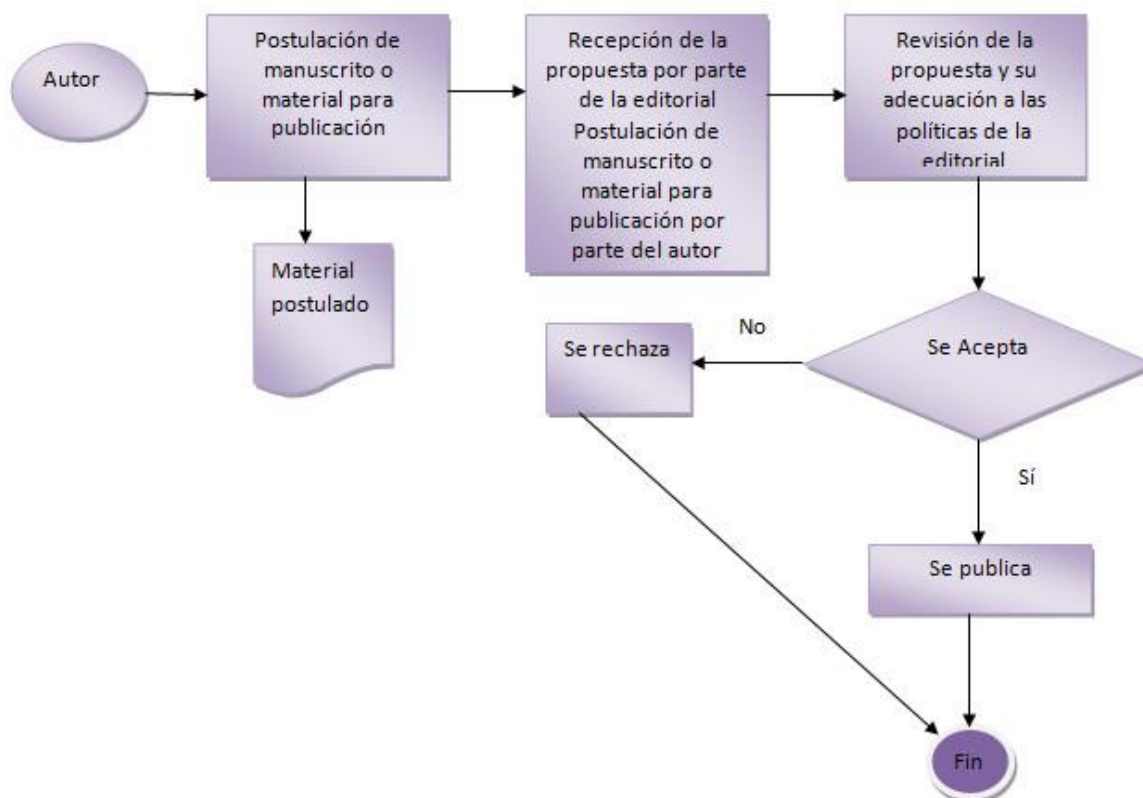 Autor
Postulación de
manuscrito o
material para
publicación
Recepción de la
propuesta por parte
de la editorial
Postulación de
manuscrito o
material para
publicación por
parte del autor
Revisión de la
propuesta y su
adecuación a las
políticas de la
editorial
Material
postulado
No
Se rechaza
Se Acepta
Sí
Se publica
Fin